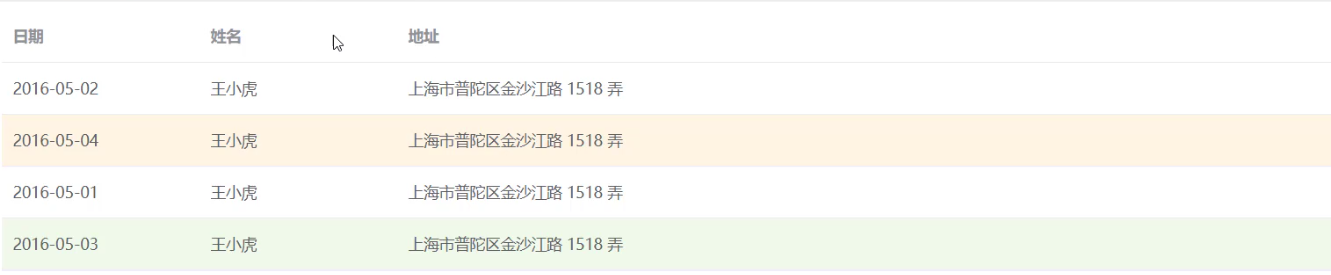 日期 姓名 地址
2016-05-02 王小虎 上海市普陀区金沙江路 1518 弄
2016-05-04 王小虎 上海市普陀区金沙江路 1518 弄
2016-05-01 王小虎 上海市普陀区金沙江路 1518 弄
2016-05-03 王小虎 上海市普陀区金沙江路 1518 弄